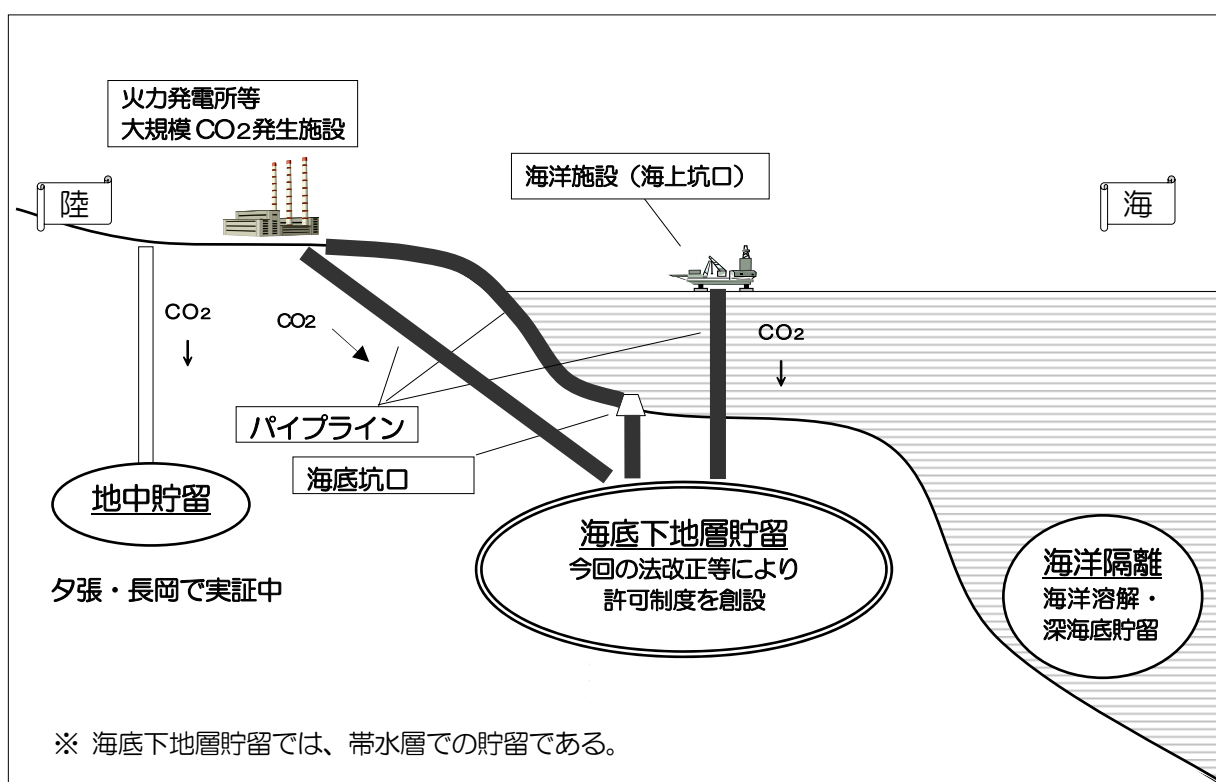 火力発電所等
大規模 CO2発生施設
海洋施設（海上坑口）
陸
海
CO2
CO2
CO2
パイプライン
海底坑口
地中貯留
夕張・長岡で実証中
海底下地層貯留
今回の法改正等により
許可制度を創設
海洋隔離
海洋溶解・
深海底貯留
※ 海底下地層貯留では、帯水層での貯留である。